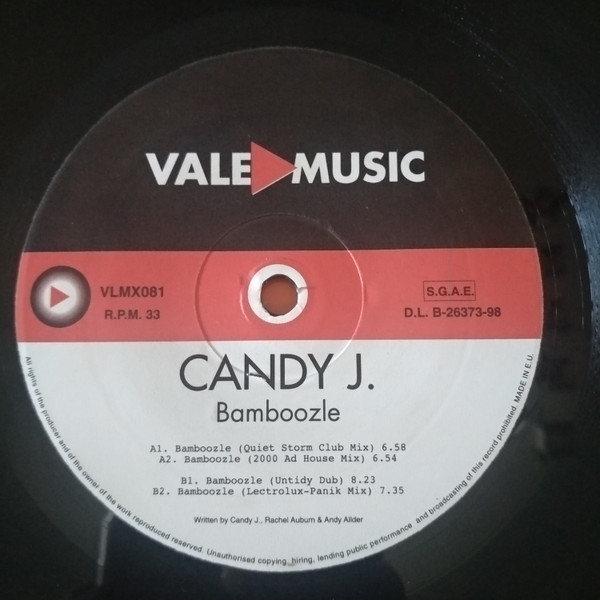 VALE MUSIC
VLMX081
R.P.M. 33
S.G.A.E.
D.L. B-26373-98
CANDY J.
Bamboozle
A1. Bamboozle (Quiet Storm Club Mix) 6.58
A2. Bamboozle (2000 Ad House Mix) 6.54
B1. Bamboozle (Untidy Dub) 8.23
B2. Bamboozle (Lectrolux-Panik Mix) 7.35
Written by Candy J., Rachel Auburn & Andy Allder
All rights of the producer and of the owner of the work reproduced reserved. Unauthorised copying, hiring, lending public performance and broadcasting of this record prohibited. MADE IN E.U.